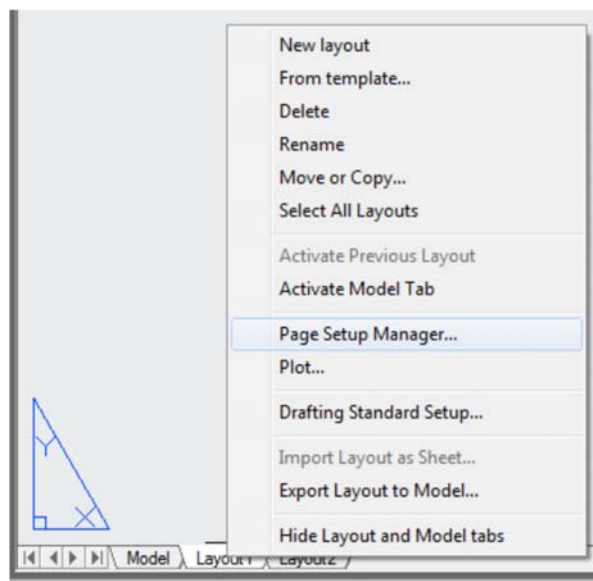 New layout
From template...
Delete
Rename
Move or Copy...
Select All Layouts
Activate Previous Layout
Activate Model Tab
Page Setup Manager...
Plot...
Drafting Standard Setup...
Import Layout as Sheet...
Export Layout to Model...
Hide Layout and Model tabs
Y
X
Model Layout1 Layout2